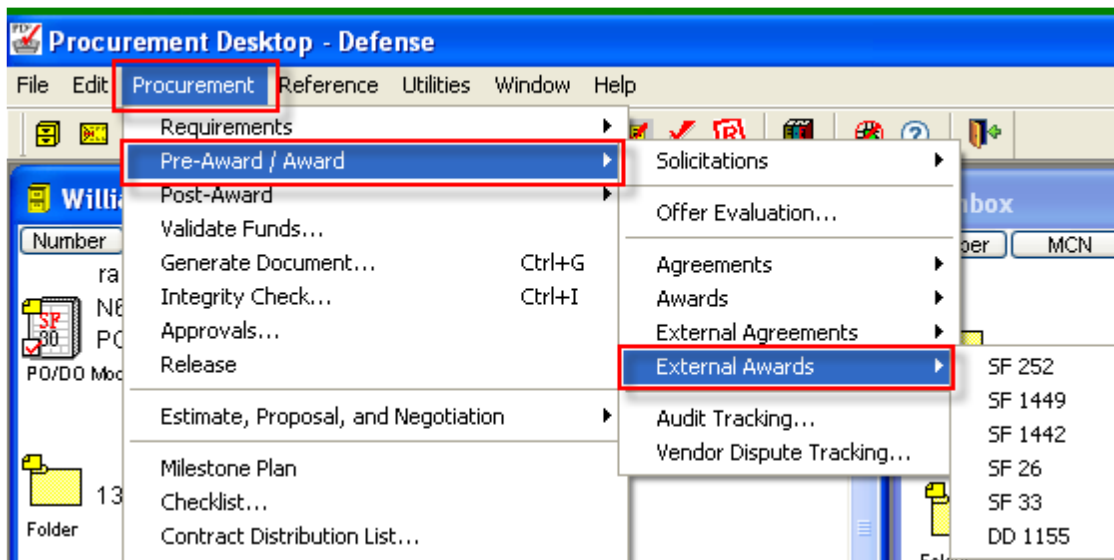 Procurement Desktop - Defense
File Edit Procurement Reference Utilities Window Help
Requirements
Pre-Award / Award
Post-Award
Validate Funds...
Generate Document... Ctrl+G
Integrity Check... Ctrl+I
Approvals...
Release
Estimate, Proposal, and Negotiation
Milestone Plan
Checklist...
Contract Distribution List...
Solicitations
Offer Evaluation...
Agreements
Awards
External Agreements
External Awards
Audit Tracking...
Vendor Dispute Tracking...
SF 252
SF 1449
SF 1442
SF 26
SF 33
DD 1155
Number
SF
30
PO/DO
13
Folder
MCN